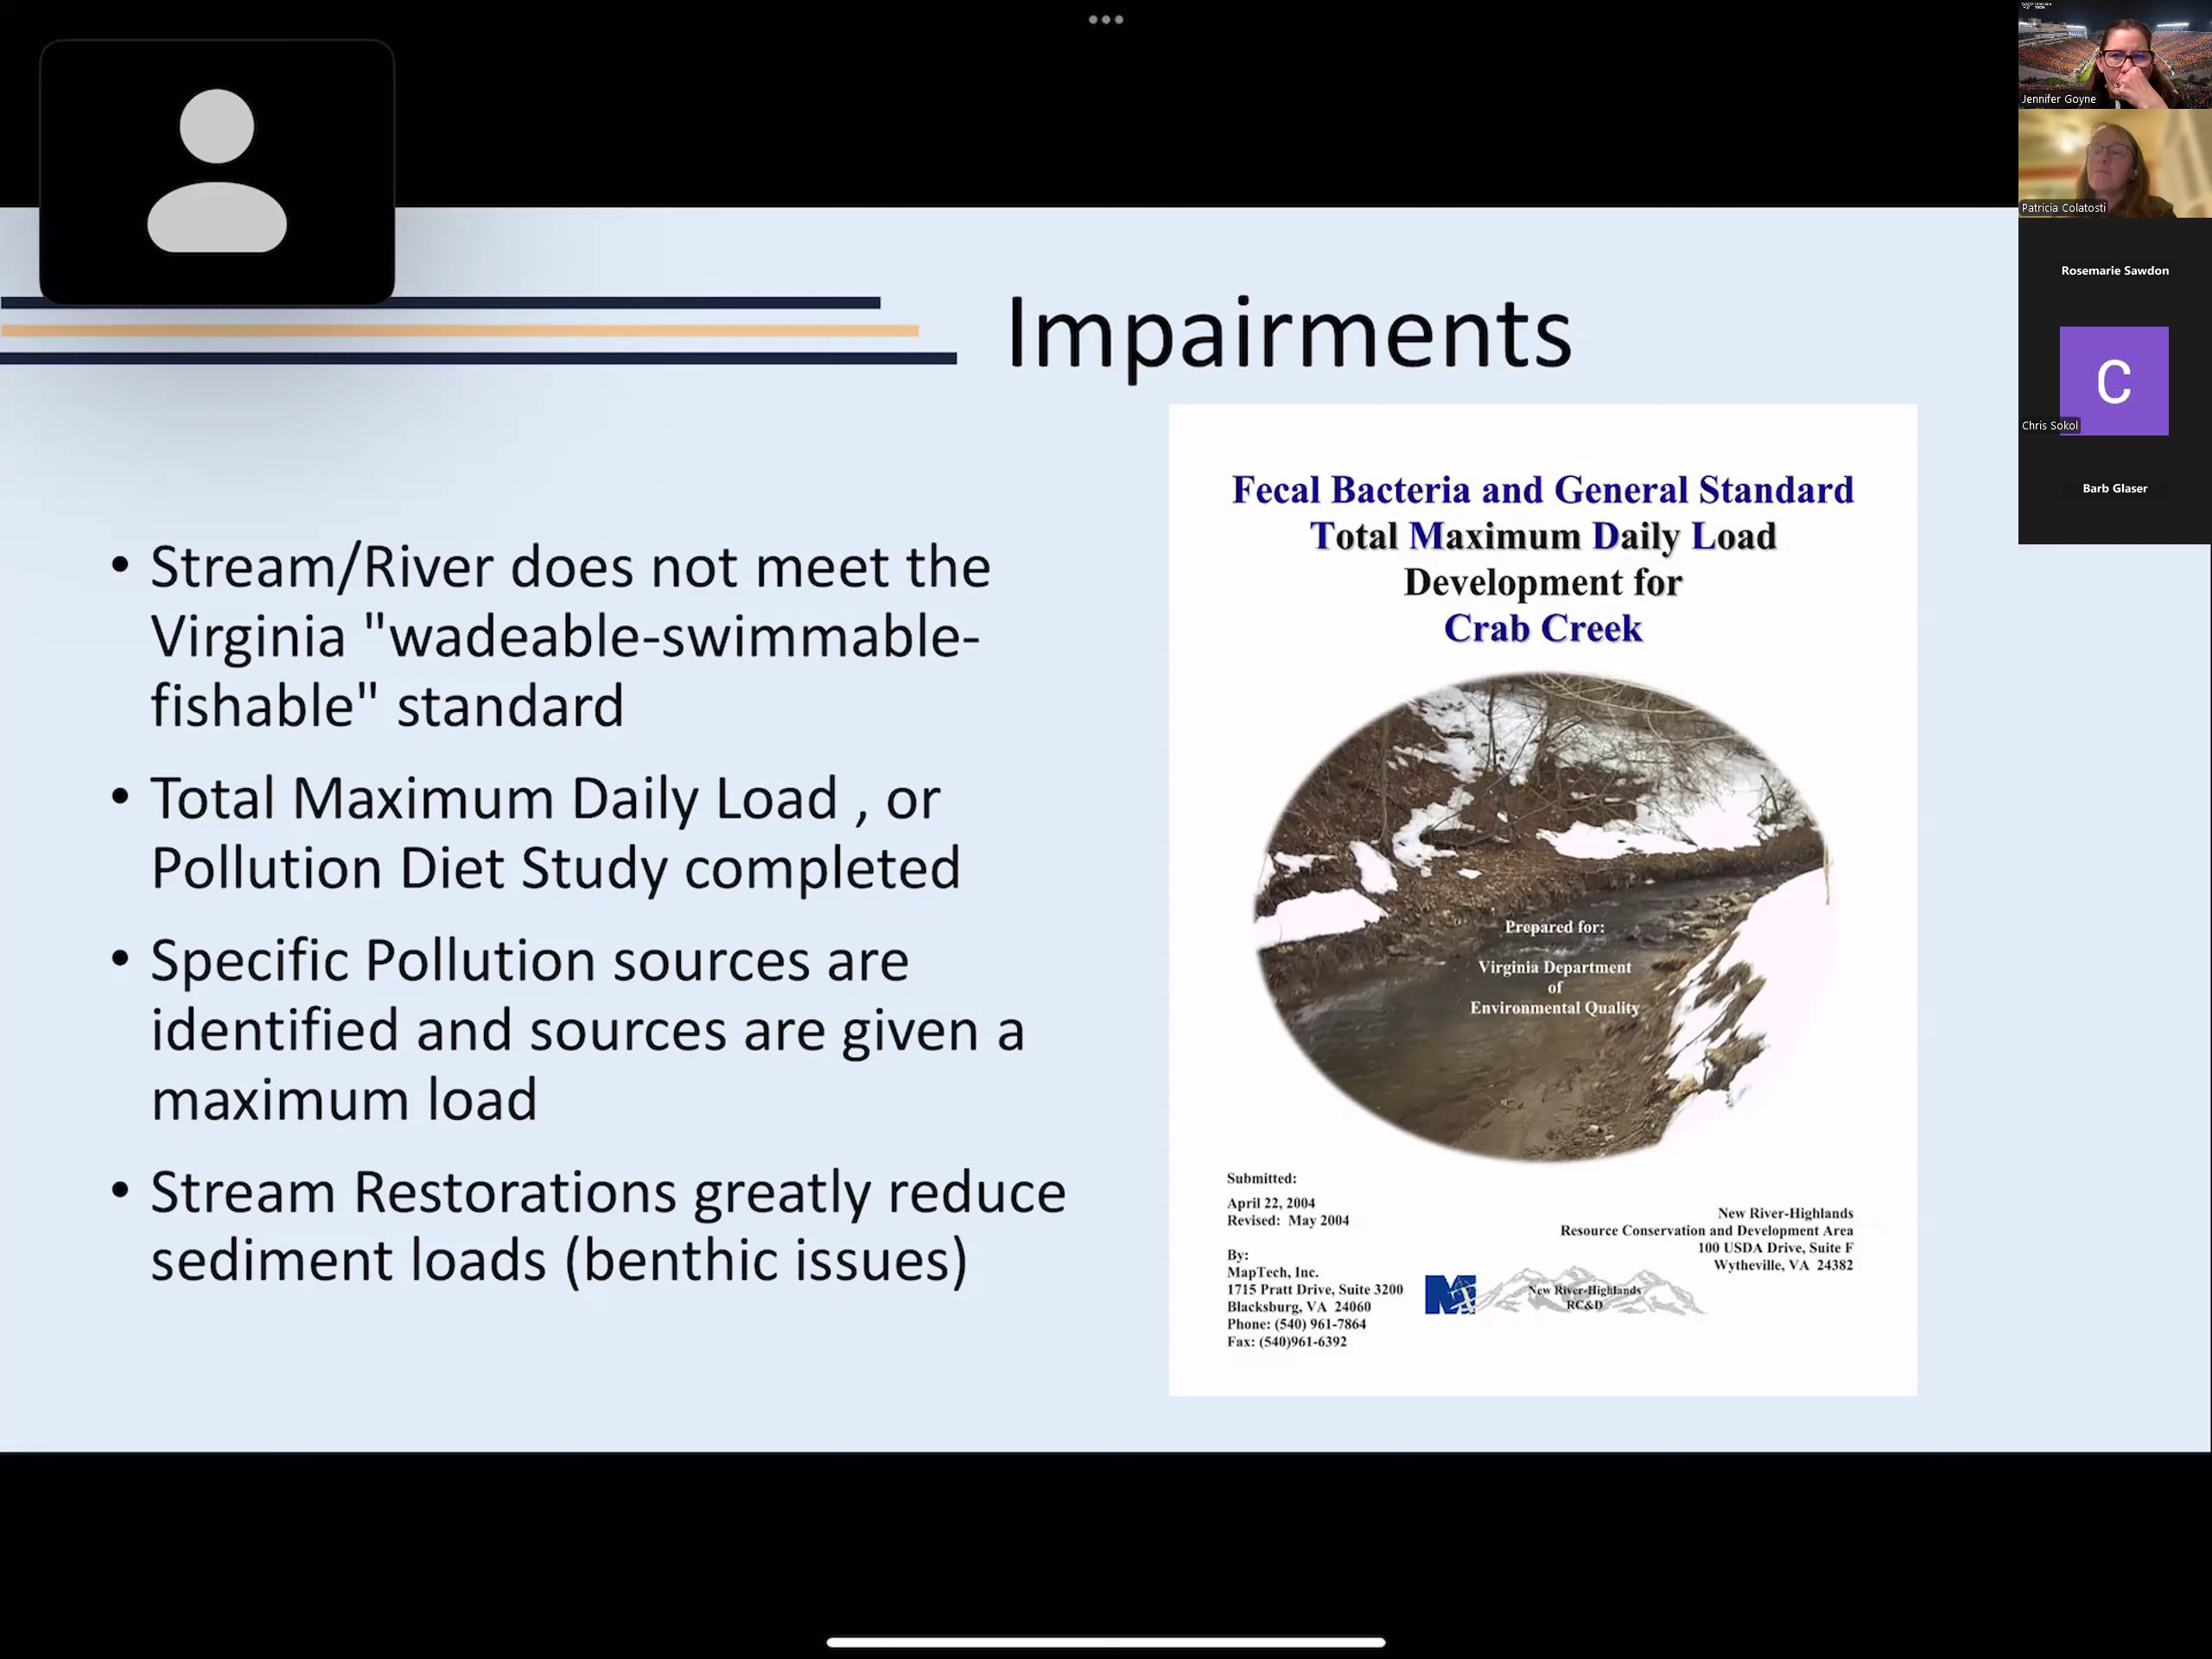 Impairments
• Stream/River does not meet the
Virginia "wadeable-swimmable-
fishable" standard
• Total Maximum Daily Load , or
Pollution Diet Study completed
• Specific Pollution sources are
identified and sources are given a
maximum load
• Stream Restorations greatly reduce
sediment loads (benthic issues)
Fecal Bacteria and General Standard
Total Maximum Daily Load
Development for
Crab Creek
Prepared for:
Virginia Department
of
Environmental Quality
Submitted:
April 22, 2004
Revised: May 2004
By:
MapTech, Inc.
1715 Pratt Drive, Suite 3200
Blacksburg, VA 24060
Phone: (540) 961-7864
Fax: (540)961-6392
New River-Highlands
RC&D
New River-Highlands
Resource Conservation and Development Area
100 USDA Drive, Suite F
Wytheville, VA 24382
Jennifer Goyne
Patricia Colatosti
Rosemarie Sawdon
C
Chris Sokol
Barb Glaser